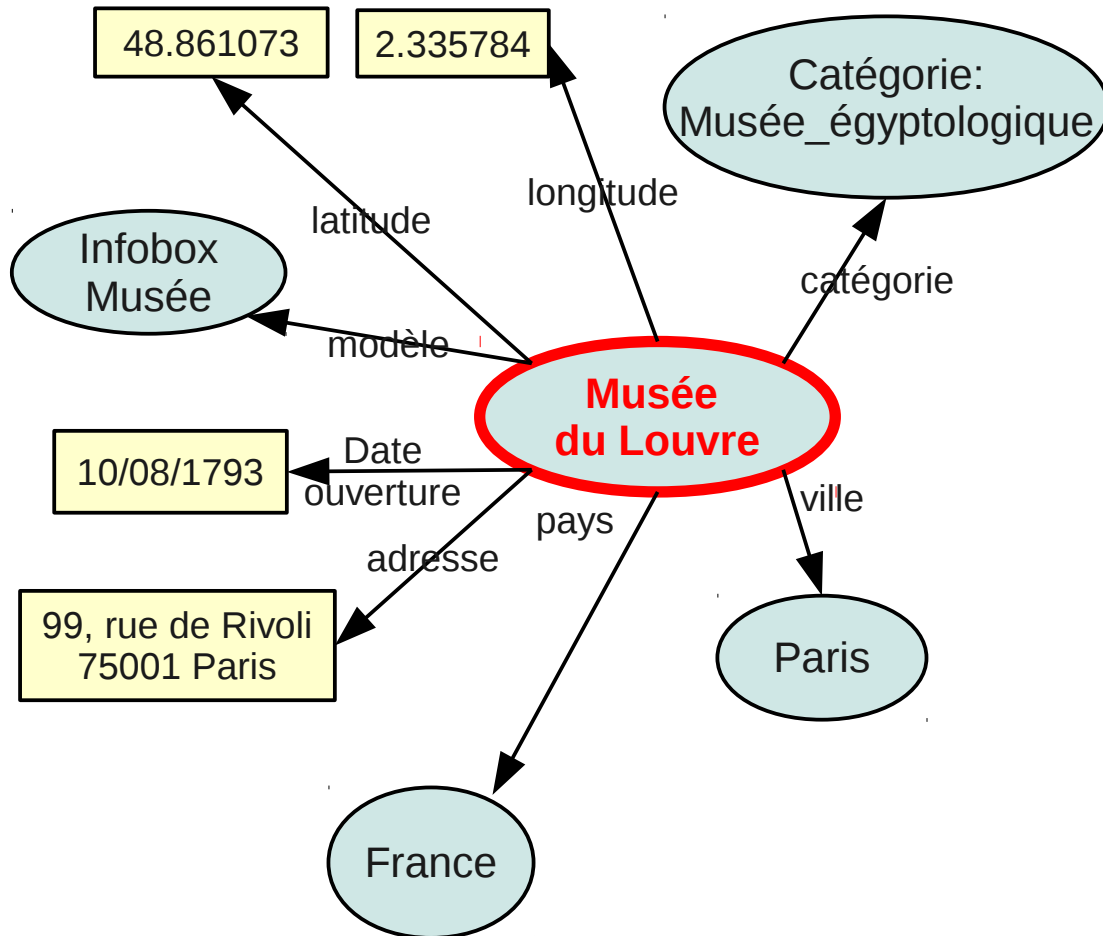 48.861073
2.335784
Catégorie:
Musée_égyptologique
longitude
latitude
Infobox
Musée
catégorie
modèle
Musée
du Louvre
Date
ouverture
10/08/1793
pays
ville
adresse
99, rue de Rivoli
75001 Paris
Paris
France